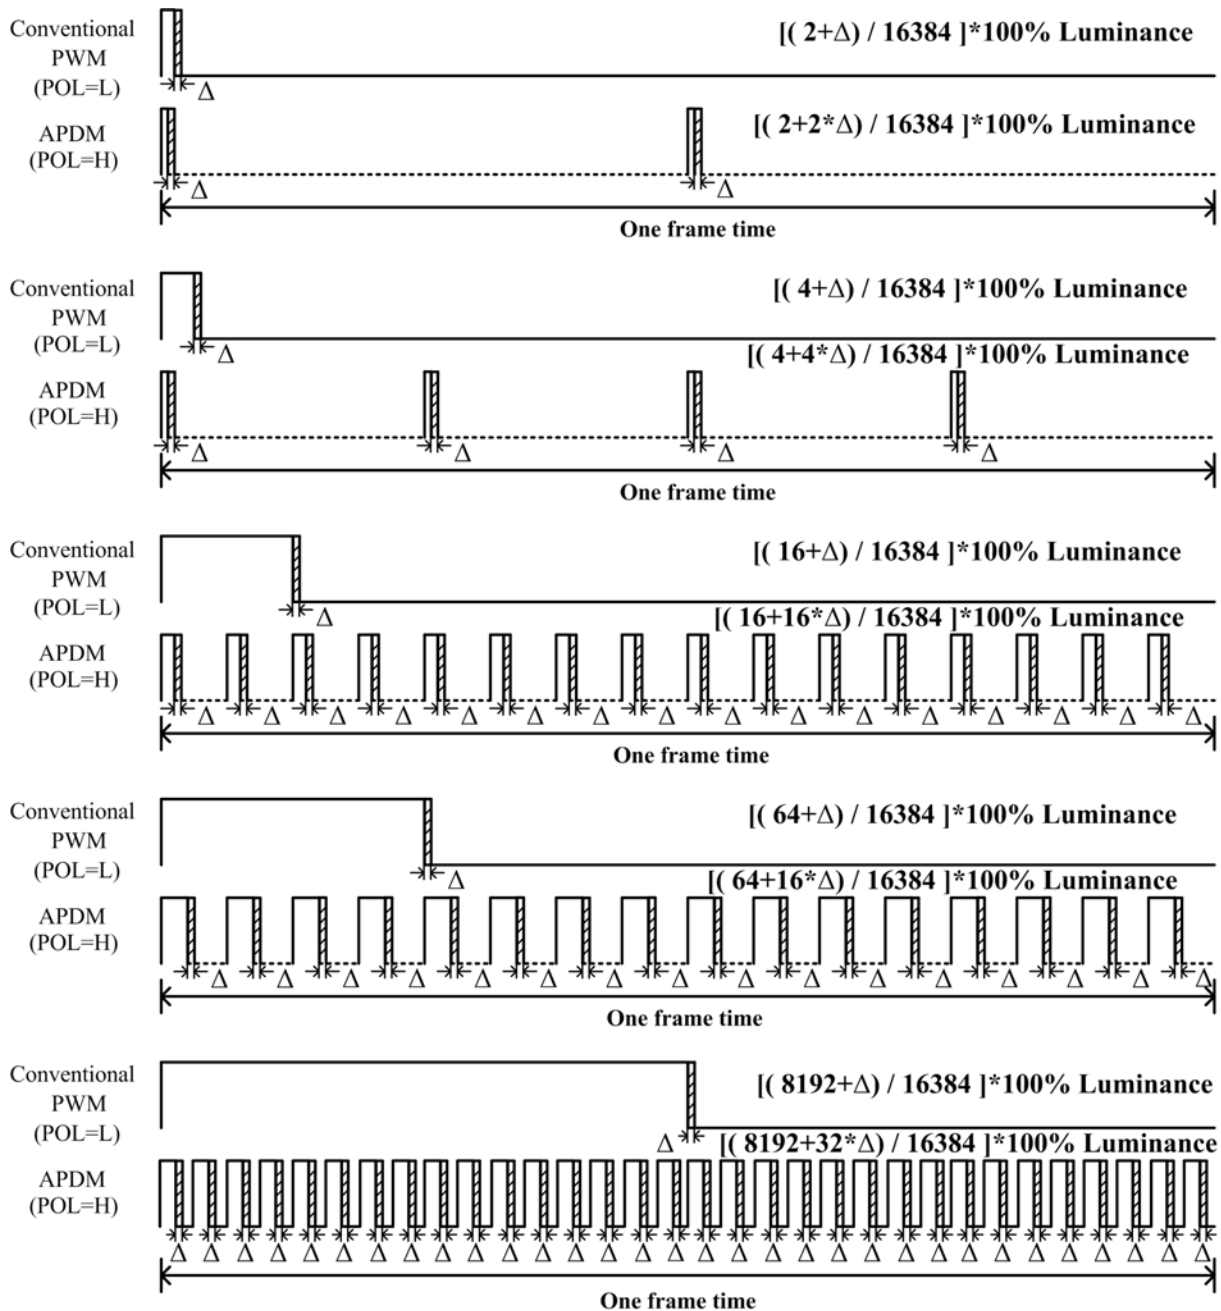 Conventional
PWM
(POL=L)
[( 2+Δ) / 16384 ]*100% Luminance
Δ
APDM
(POL=H)
[( 2+2*Δ) / 16384 ]*100% Luminance
Δ Δ
One frame time
Conventional
PWM
(POL=L)
[( 4+Δ) / 16384 ]*100% Luminance
Δ
APDM
(POL=H)
[( 4+4*Δ) / 16384 ]*100% Luminance
Δ Δ Δ Δ
One frame time
Conventional
PWM
(POL=L)
[( 16+Δ) / 16384 ]*100% Luminance
Δ
APDM
(POL=H)
[( 16+16*Δ) / 16384 ]*100% Luminance
Δ Δ Δ Δ Δ Δ Δ Δ Δ Δ Δ Δ Δ Δ Δ Δ
One frame time
Conventional
PWM
(POL=L)
[( 64+Δ) / 16384 ]*100% Luminance
Δ
APDM
(POL=H)
[( 64+16*Δ) / 16384 ]*100% Luminance
Δ Δ Δ Δ Δ Δ Δ Δ Δ Δ Δ Δ Δ Δ Δ Δ
One frame time
Conventional
PWM
(POL=L)
[( 8192+Δ) / 16384 ]*100% Luminance
Δ
APDM
(POL=H)
[( 8192+32*Δ) / 16384 ]*100% Luminance
Δ Δ Δ Δ Δ Δ Δ Δ Δ Δ Δ Δ Δ Δ Δ Δ Δ Δ Δ Δ Δ Δ Δ Δ Δ Δ Δ Δ Δ Δ Δ Δ
One frame time